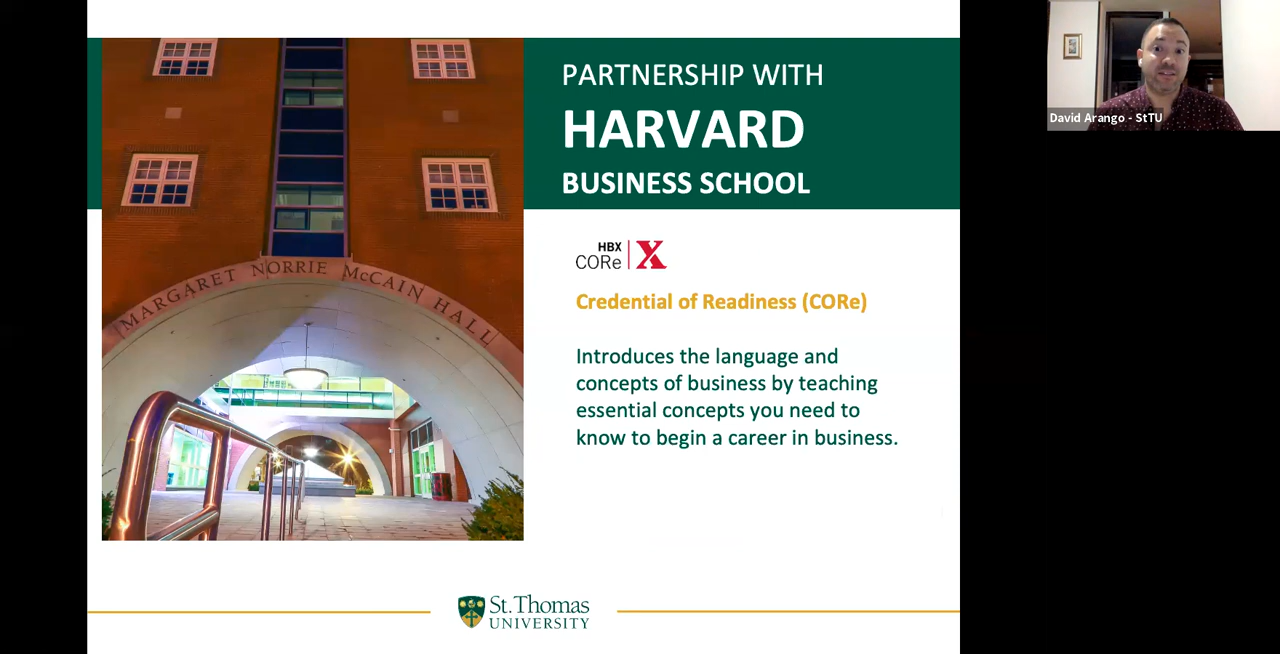 PARTNERSHIP WITH
HARVARD
BUSINESS SCHOOL
David Arango - StTU
MARGARET NORRIE McCAIN HALL
HBX
CORe
X
Credential of Readiness (CORe)
Introduces the language and
concepts of business by teaching
essential concepts you need to
know to begin a career in business.
St. Thomas
UNIVERSITY